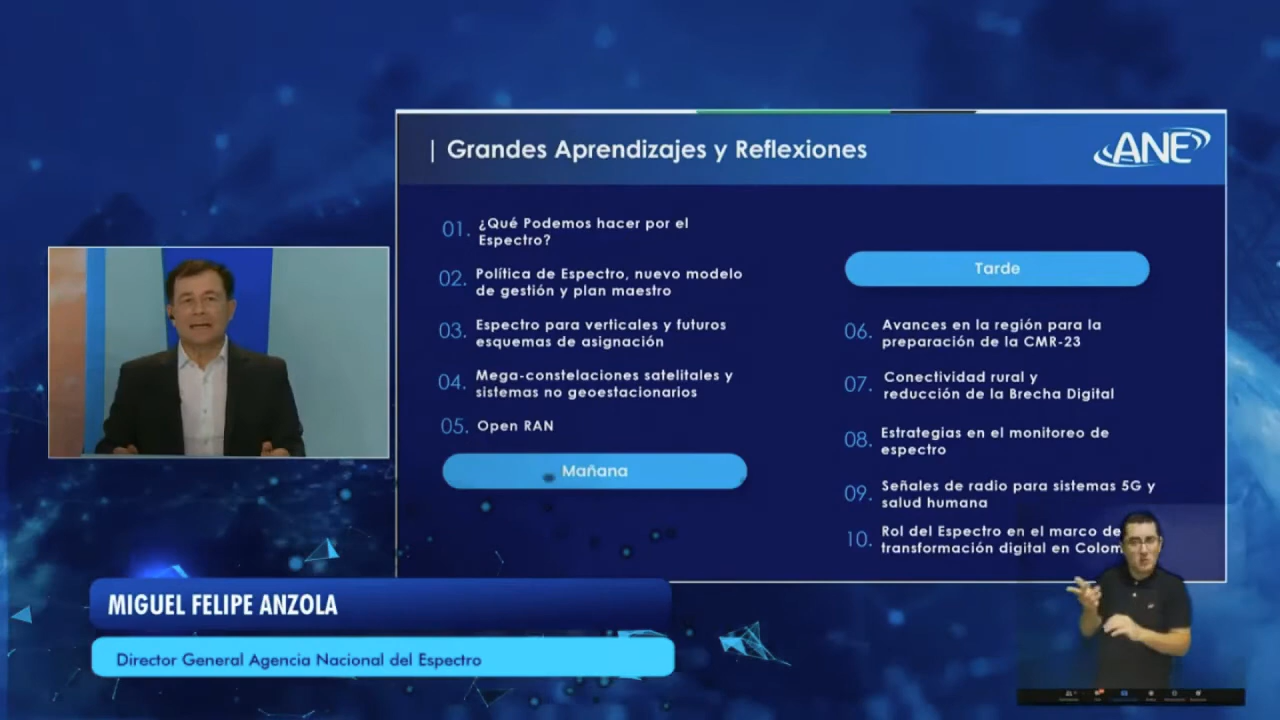 | Grandes Aprendizajes y Reflexiones
ANE
01. ¿Qué Podemos hacer por el
Espectro?
02. Política de Espectro, nuevo modelo
de gestión y plan maestro
03. Espectro para verticales y futuros
esquemas de asignación
04. Mega-constelaciones satelitales y
sistemas no geoestacionarios
05. Open RAN
Mañana
Tarde
06. Avances en la región para la
preparación de la CMR-23
07. Conectividad rural y
reducción de la Brecha Digital
08. Estrategias en el monitoreo de
espectro
09. Señales de radio para sistemas 5G y
salud humana
10. Rol del Espectro en el marco de
transformación digital en Colom
MIGUEL FELIPE ANZOLA
Director General Agencia Nacional del Espectro